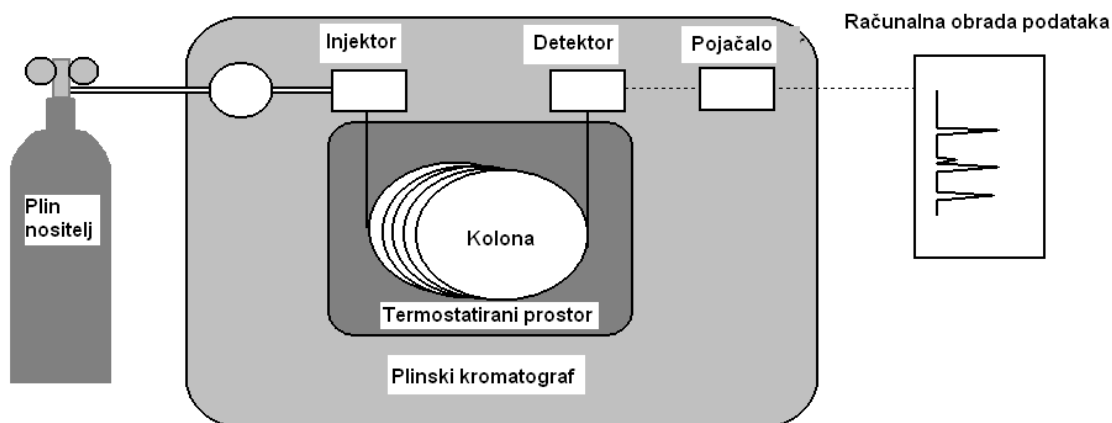 Računalna obrada podataka
Injektor
Detektor
Pojačalo
Plin
nositelj
Kolona
Termostatirani prostor
Plinski kromatograf